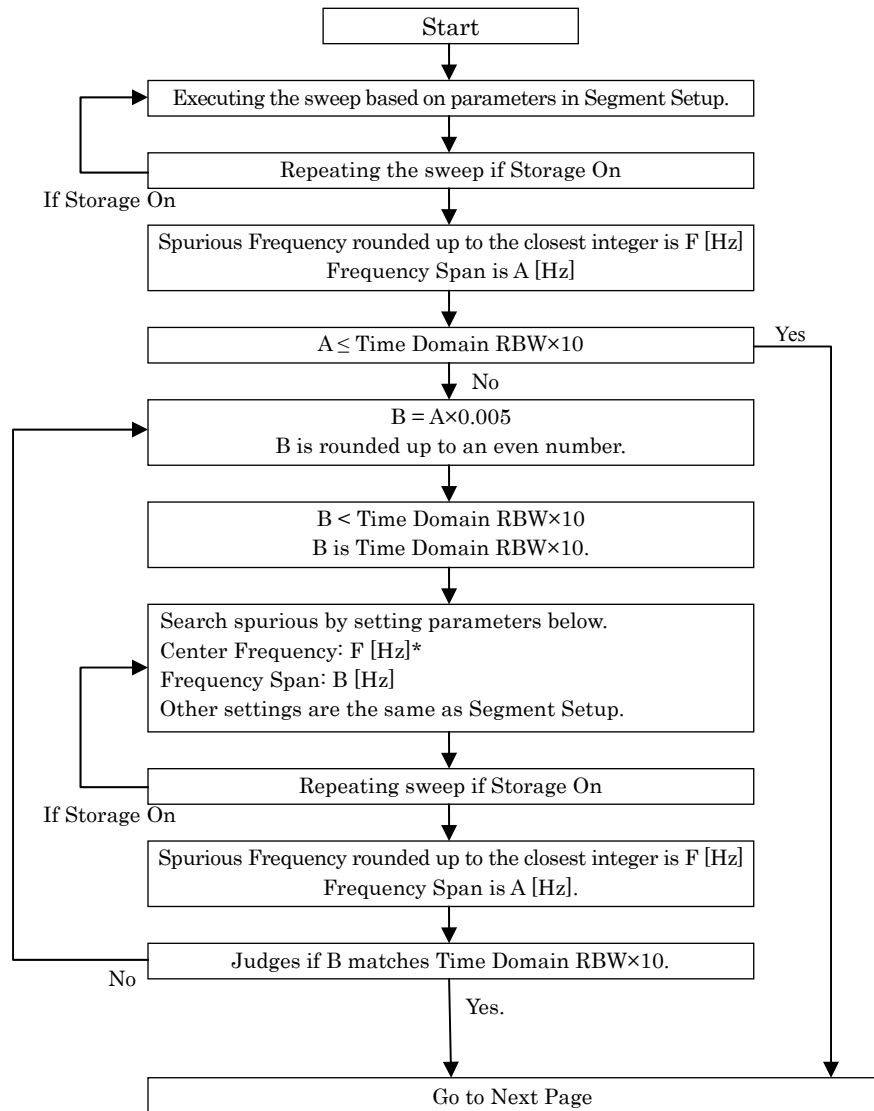 Start
Executing the sweep based on parameters in Segment Setup.
Repeating the sweep if Storage On
If Storage On
Spurious Frequency rounded up to the closest integer is F [Hz]
Frequency Span is A [Hz]
A ≤ Time Domain RBW×10
Yes
No
B = A×0.005
B is rounded up to an even number.
B < Time Domain RBW×10
B is Time Domain RBW×10.
Search spurious by setting parameters below.
Center Frequency: F [Hz]*
Frequency Span: B [Hz]
Other settings are the same as Segment Setup.
Repeating sweep if Storage On
If Storage On
Spurious Frequency rounded up to the closest integer is F [Hz]
Frequency Span is A [Hz].
Judges if B matches Time Domain RBW×10.
No
Yes.
Go to Next Page